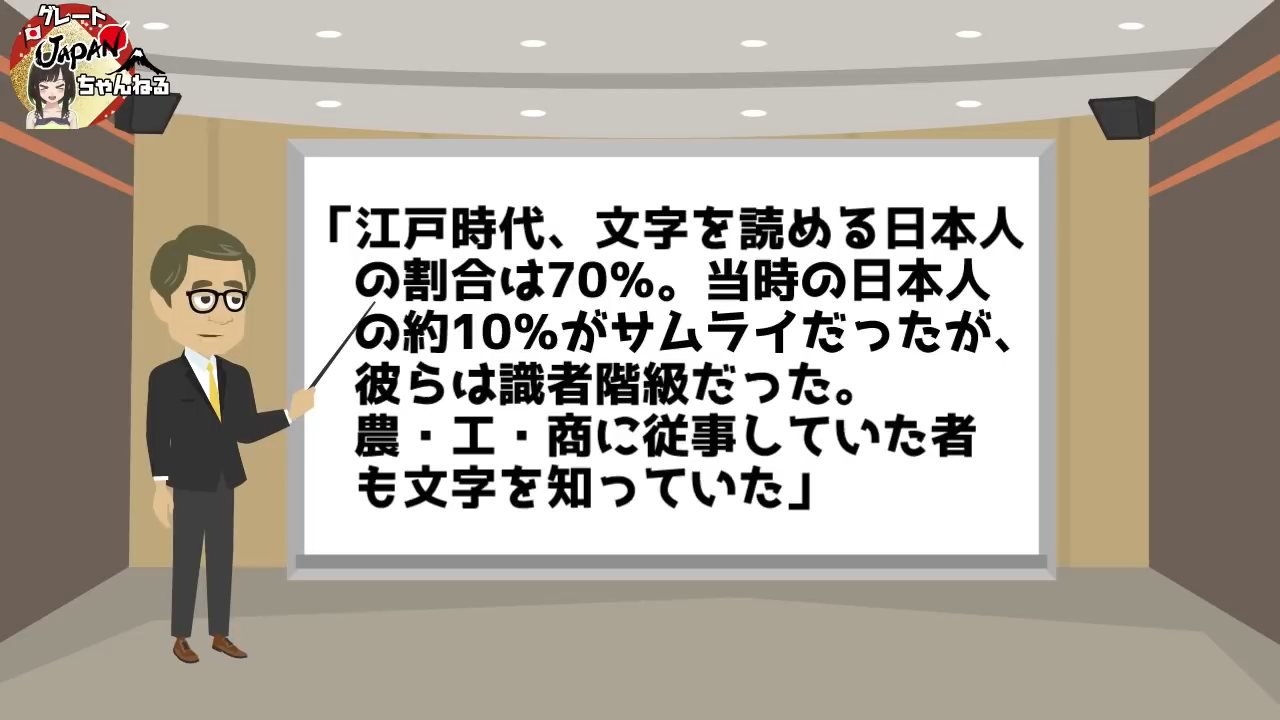 グレート
JAPAN
ちゃんねる
「江戸時代、文字を読める日本人
の割合は70%。当時の日本人
の約10%がサムライだったが、
彼らは識者階級だった。
農・工・商に従事していた者
も文字を知っていた」